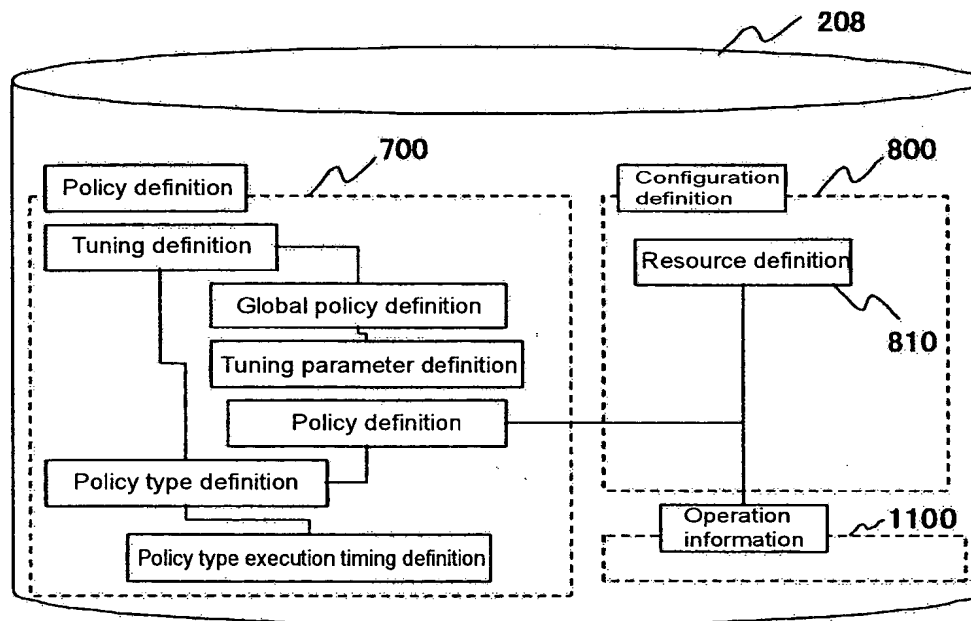 208
700
Policy definition
Tuning definition
Global policy definition
Tuning parameter definition
Policy definition
Policy type definition
Policy type execution timing definition
800
Configuration
definition
Resource definition
810
Operation
information
1100